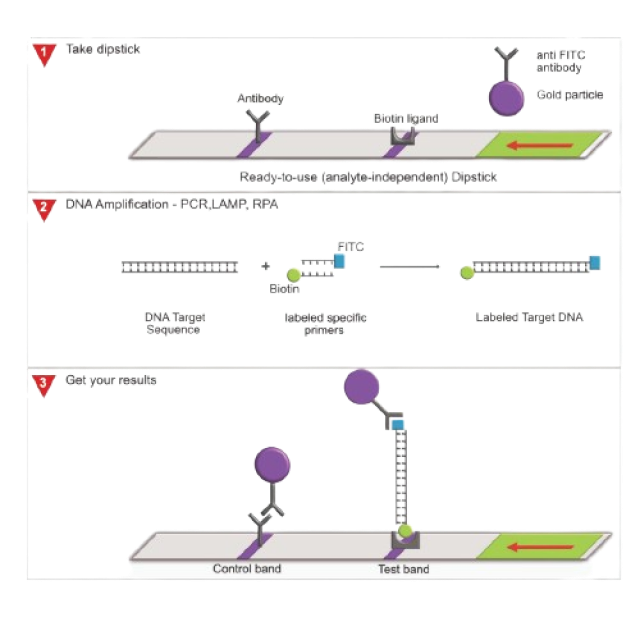 1 Take dipstick
anti FITC
antibody
Gold particle
Antibody
Biotin ligand
Ready-to-use (analyte-independent) Dipstick
2 DNA Amplification - PCR,LAMP, RPA
FITC
+
Biotin
DNA Target
Sequence
labeled specific
primers
Labeled Target DNA
3 Get your results
Control band
Test band